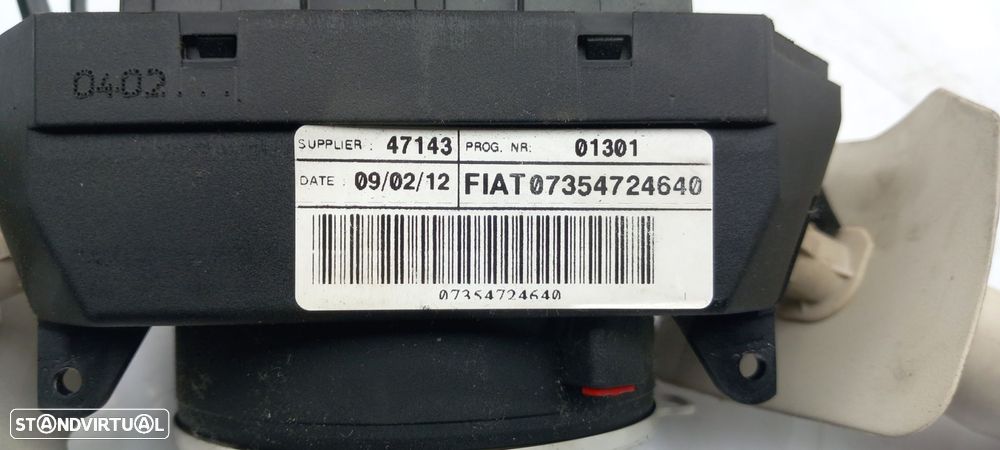 0402...
SUPPLIER : 47143 PROG. NR: 01301
DATE : 09/02/12 FIAT 07354724640
07354724640
STANDVIRTUAL